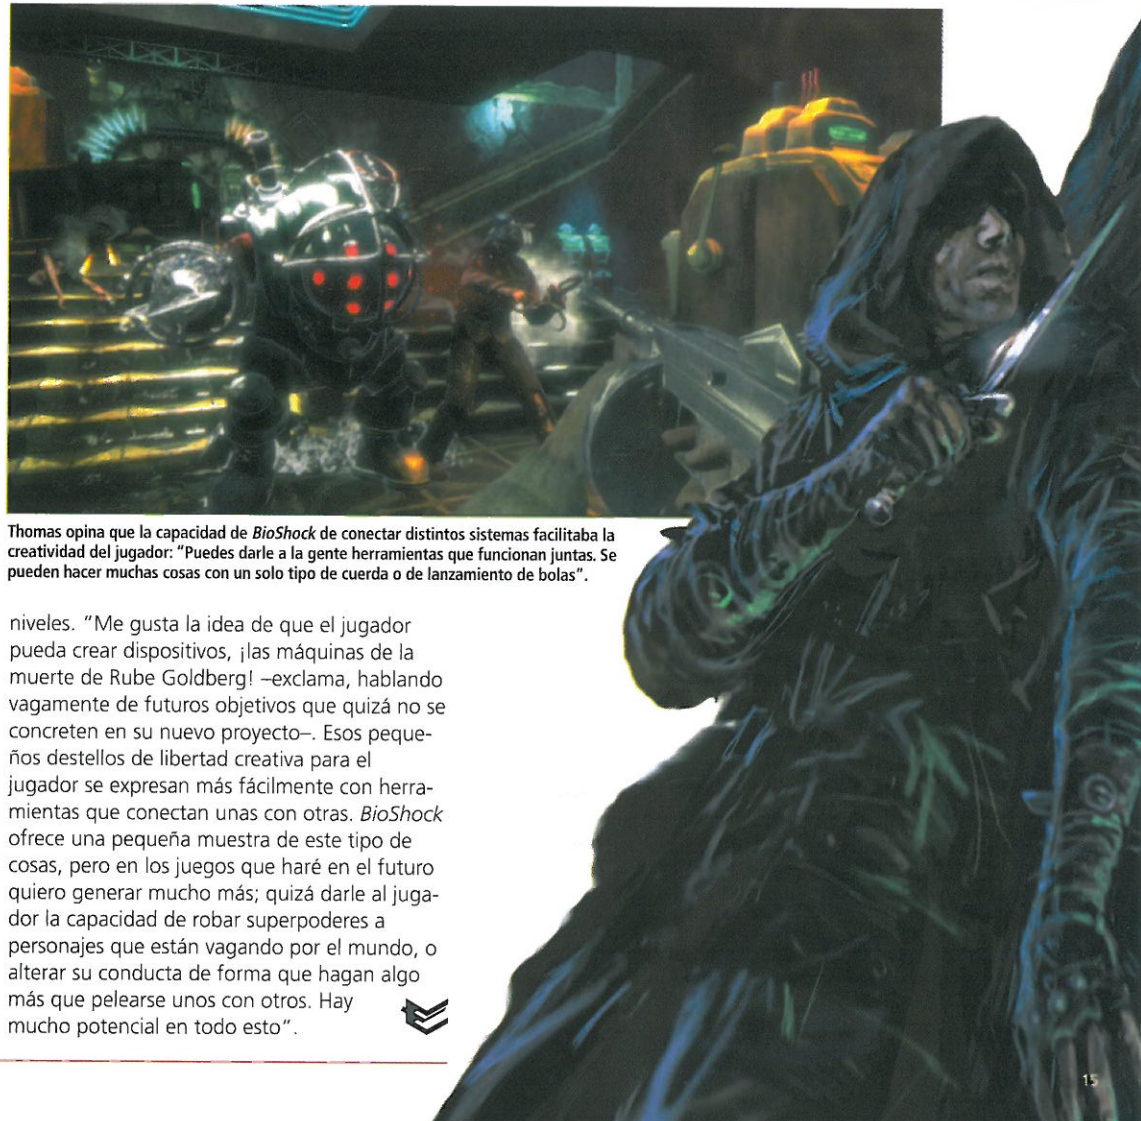 Thomas opina que la capacidad de BioShock de conectar distintos sistemas facilitaba la
creatividad del jugador: "Puedes darle a la gente herramientas que funcionan juntas. Se
pueden hacer muchas cosas con un solo tipo de cuerda o de lanzamiento de bolas".
niveles. "Me gusta la idea de que el jugador
pueda crear dispositivos, ¡las máquinas de la
muerte de Rube Goldberg! –exclama, hablando
vagamente de futuros objetivos que quizá no se
concreten en su nuevo proyecto–. Esos peque-
ños destellos de libertad creativa para el
jugador se expresan más fácilmente con herra-
mientas que conectan unas con otras. BioShock
ofrece una pequeña muestra de este tipo de
cosas, pero en los juegos que haré en el futuro
quiero generar mucho más; quizá darle al juga-
dor la capacidad de robar superpoderes a
personajes que están vagando por el mundo, o
alterar su conducta de forma que hagan algo
más que pelearse unos con otros. Hay
mucho potencial en todo esto".
15